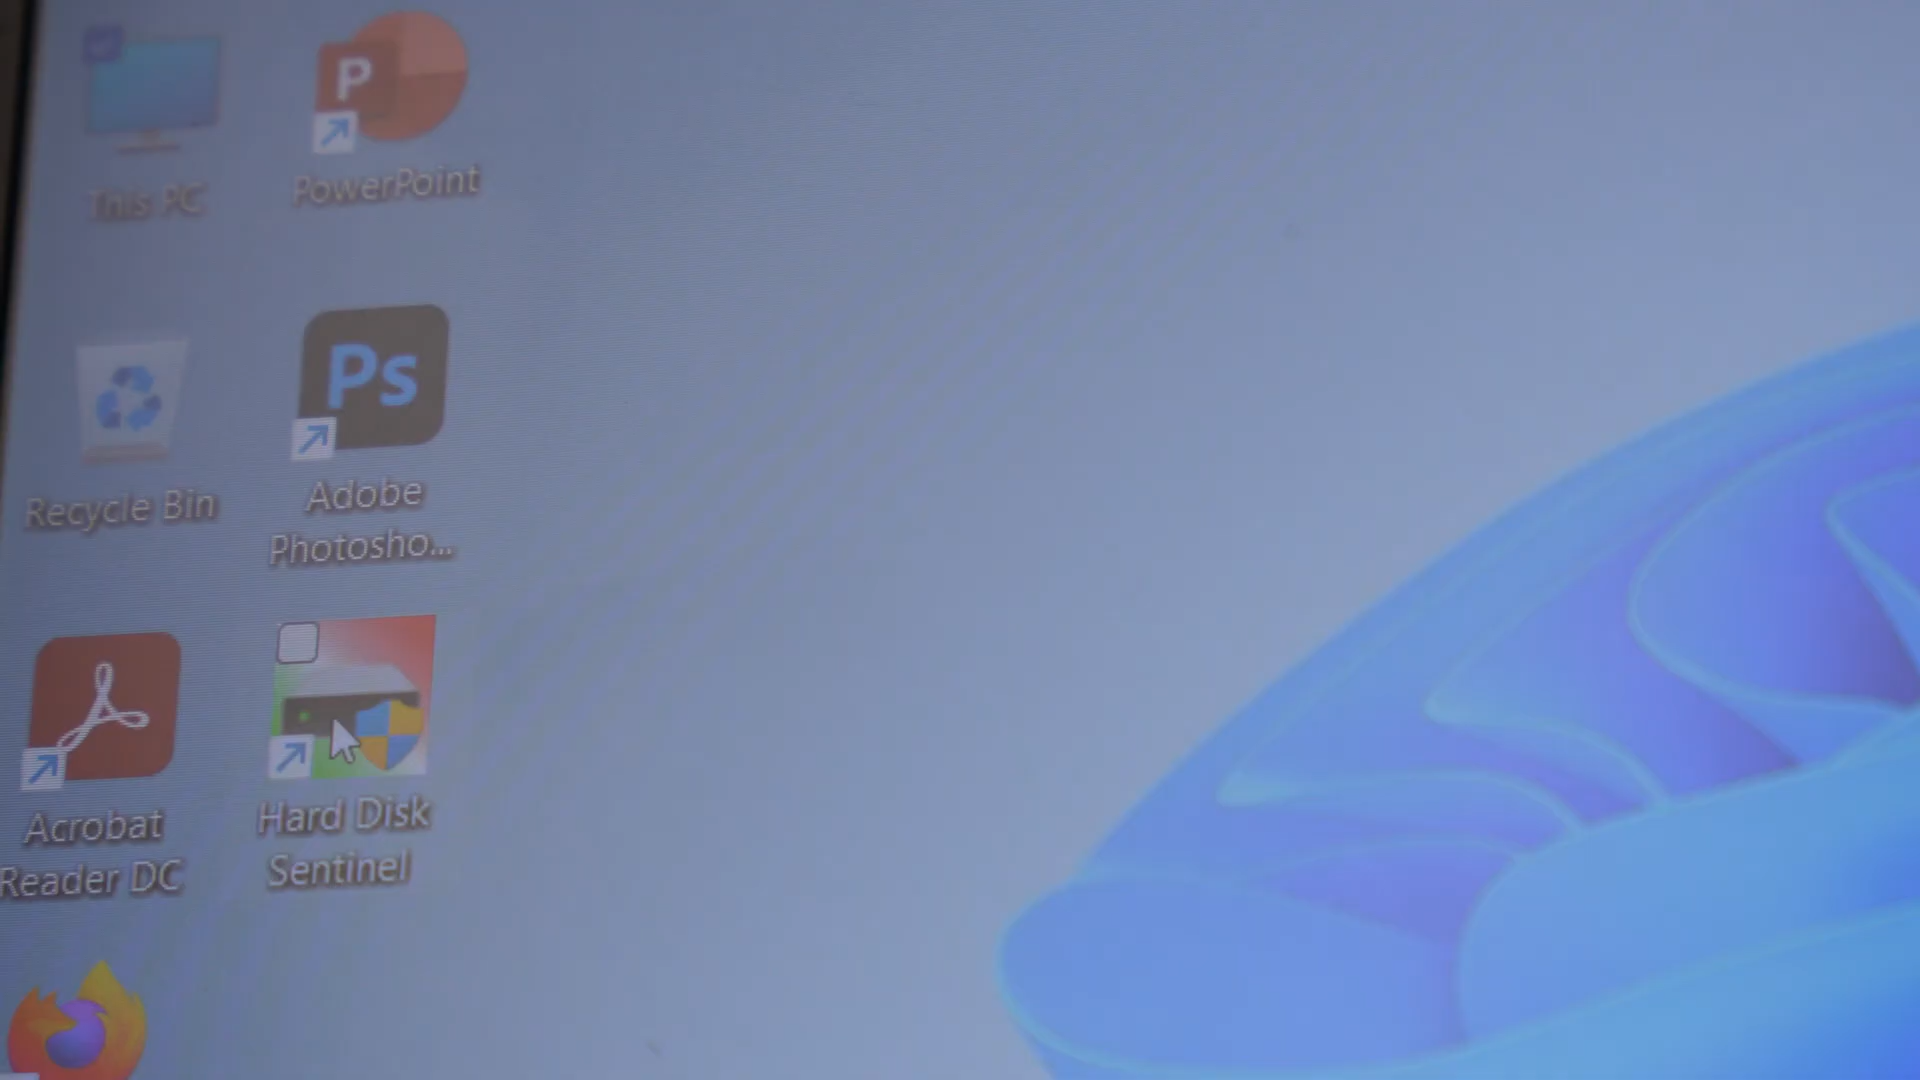 This PC
P
PowerPoint
Recycle Bin
Ps
Adobe
Photosho...
Acrobat
Reader DC
Hard Disk
Sentinel